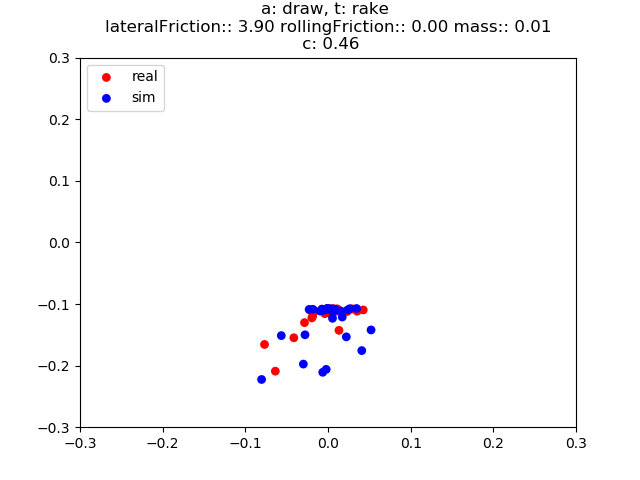 a: draw, t: rake
lateralFriction:: 3.90 rollingFriction:: 0.00 mass:: 0.01
c: 0.46
real
sim
0.3
0.2
0.1
0.0
−0.1
−0.2
−0.3
−0.3
−0.2
−0.1
0.0
0.1
0.2
0.3